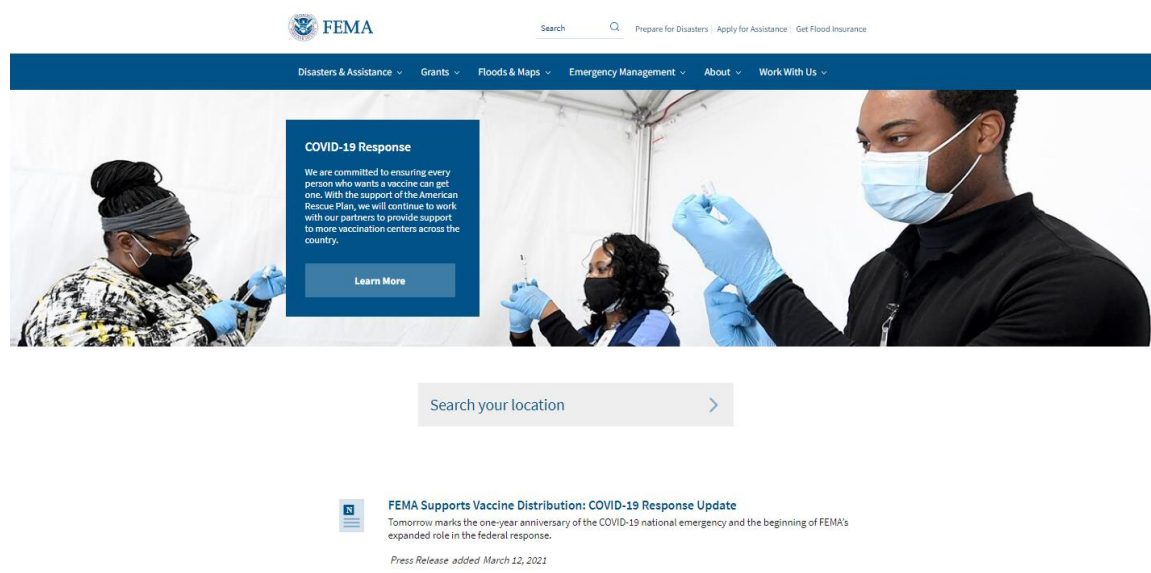 FEMA
Search
Prepare for Disasters | Apply for Assistance | Get Flood Insurance
Disasters & Assistance
Grants
Floods & Maps
Emergency Management
About
Work With Us
COVID-19 Response
We are committed to ensuring every
person who wants a vaccine can get
one. With the support of the American
Rescue Plan, we will continue to work
with our partners to provide support
to more vaccination centers across the
country.
Learn More
Search your location
N
FEMA Supports Vaccine Distribution: COVID-19 Response Update
Tomorrow marks the one-year anniversary of the COVID-19 national emergency and the beginning of FEMA's
expanded role in the federal response.
Press Release added March 12, 2021